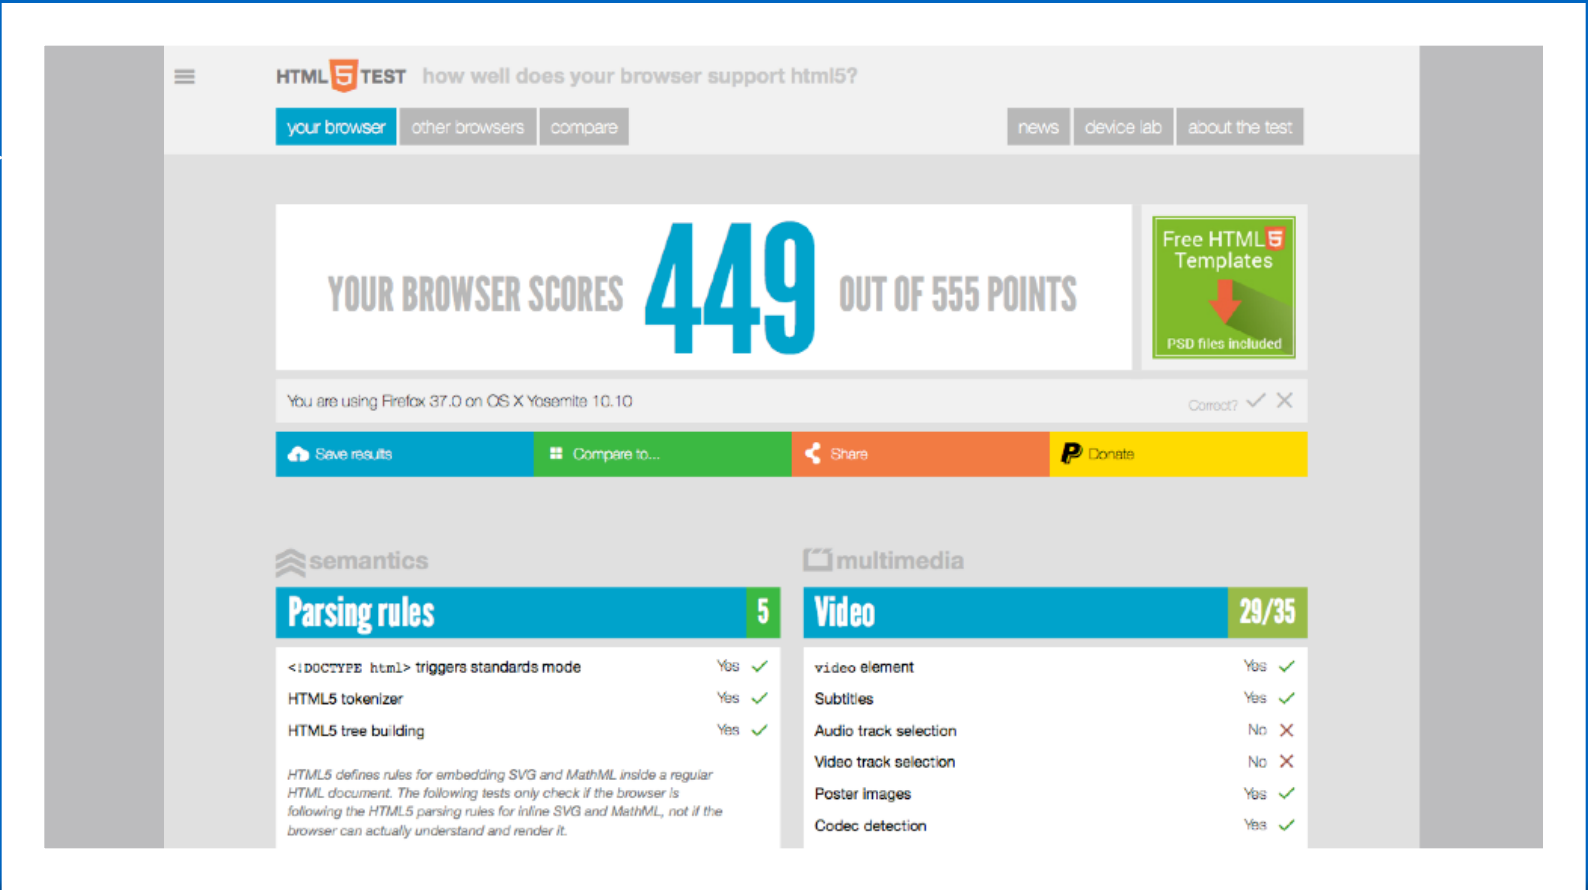 HTML5TEST how well does your browser support html5?
your browser other browsers compare news device lab about the test
YOUR BROWSER SCORES 449 OUT OF 555 POINTS
Free HTML5
Templates
PSD files included
You are using Firefox 37.0 on OS X Yosemite 10.10 Correct?
Save results Compare to... Share Donate
semantics
Parsing rules 5
<!DOCTYPE html> triggers standards mode Yes
HTML5 tokenizer Yes
HTML5 tree building Yes
HTML5 defines rules for embedding SVG and MathML inside a regular
HTML document. The following tests only check if the browser is
following the HTML5 parsing rules for inline SVG and MathML, not if the
browser can actually understand and render it.
multimedia
Video 29/35
video element Yes
Subtitles Yes
Audio track selection No
Video track selection No
Poster images Yes
Codec detection Yes